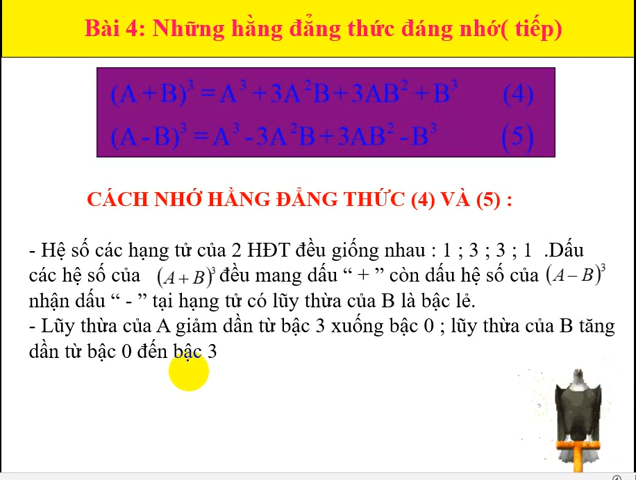 Bài 4: Những hằng đẳng thức đáng nhớ( tiếp)
(A + B)³ = A³ + 3A²B + 3AB² + B³ (4)
(A - B)³ = A³ - 3A²B + 3AB² - B³ (5)
CÁCH NHỚ HẰNG ĐẲNG THỨC (4) VÀ (5) :
- Hệ số các hạng tử của 2 HĐT đều giống nhau : 1 ; 3 ; 3 ; 1 .Dấu
các hệ số của (A + B)³ đều mang dấu “ + ” còn dấu hệ số của (A − B)³
nhận dấu “ - ” tại hạng tử có lũy thừa của B là bậc lẻ.
- Lũy thừa của A giảm dần từ bậc 3 xuống bậc 0 ; lũy thừa của B tăng
dần từ bậc 0 đến bậc 3